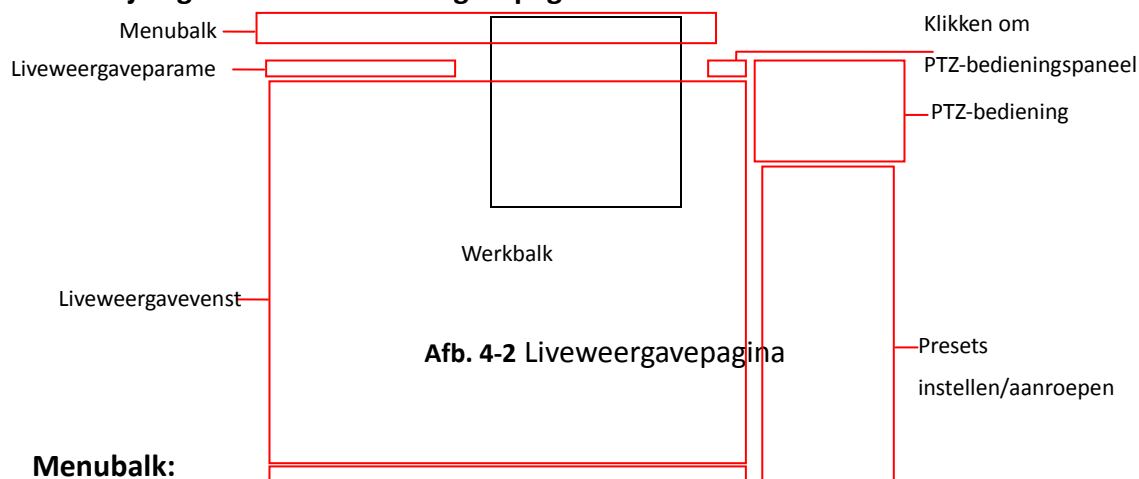 Menubalk
Klikken om
Liveweergaveparame
PTZ-bedieningspaneel
PTZ-bediening
Werkbalk
Liveweergavevenst
Afb. 4-2 Liveweergavepagina
Presets
instellen/aanroepen
Menubalk: